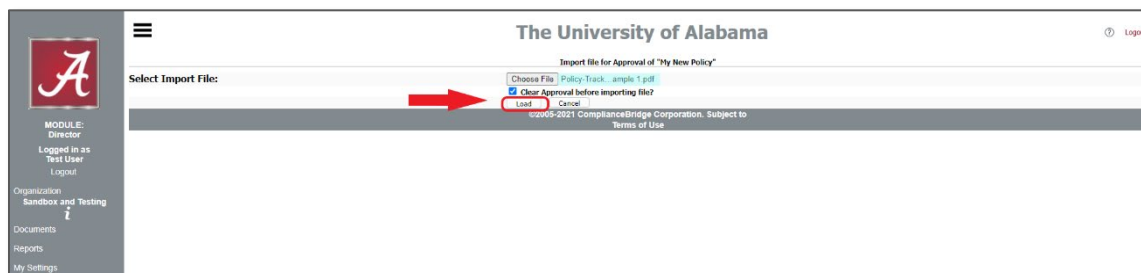 The University of Alabama
Logou
Import file for Approval of "My New Policy"
Select Import File:
Choose File Policy-Track...ample 1.pdf
Clear Approval before importing file?
Load Cancel
©2005-2021 ComplianceBridge Corporation. Subject to
Terms of Use
A
MODULE:
Director
Logged in as
Test User
Logout
Organization
Sandbox and Testing
i
Documents
Reports
My Settings